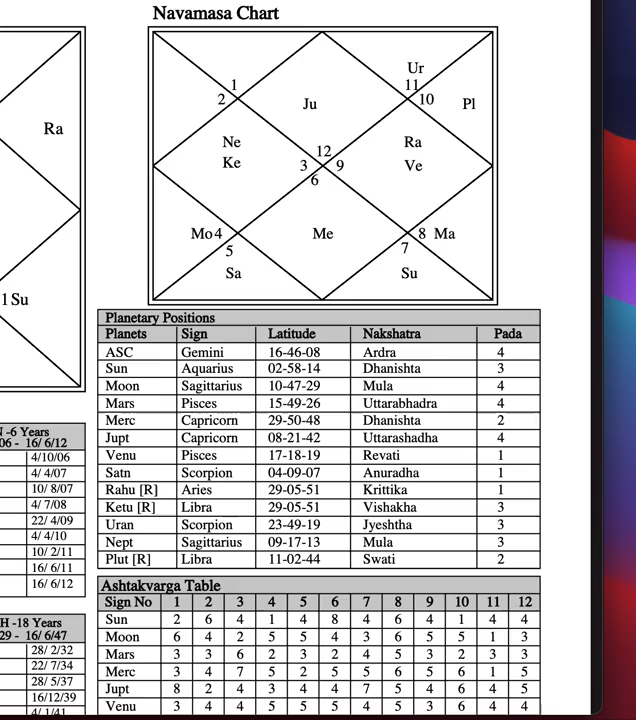 Navamasa Chart
Ra
1 Su
Ur
1
11
2
10
Ju
Pl
Ne
Ra
12
Ke
3
9
Ve
6
Mo 4
Me
8 Ma
5
7
Sa
Su
Planetary Positions
Planets Sign Latitude Nakshatra Pada
ASC Gemini 16-46-08 Ardra 4
Sun Aquarius 02-58-14 Dhanishta 3
Moon Sagittarius 10-47-29 Mula 4
Mars Pisces 15-49-26 Uttarabhadra 4
Merc Capricorn 29-50-48 Dhanishta 2
Jupt Capricorn 08-21-42 Uttarashadha 4
Venu Pisces 17-18-19 Revati 1
Satn Scorpion 04-09-07 Anuradha 1
Rahu [R] Aries 29-05-51 Krittika 1
Ketu [R] Libra 29-05-51 Vishakha 3
Uran Scorpion 23-49-19 Jyeshtha 3
Nept Sagittarius 09-17-13 Mula 3
Plut [R] Libra 11-02-44 Swati 2
-6 Years
06 - 16/ 6/12
4/10/06
4/ 4/07
10/ 8/07
4/ 7/08
22/ 4/09
4/ 4/10
10/ 2/11
16/ 6/11
16/ 6/12
H -18 Years
29 - 16/ 6/47
28/ 2/32
22/ 7/34
28/ 5/37
16/12/39
4/ 1/41
Ashtakvarga Table
Sign No 1 2 3 4 5 6 7 8 9 10 11 12
Sun 2 6 4 1 4 8 4 6 4 1 4 4
Moon 6 4 2 5 5 4 3 6 5 5 1 3
Mars 3 3 6 2 3 2 4 5 3 2 3 3
Merc 3 4 7 5 2 5 5 6 5 6 1 5
Jupt 8 2 4 3 4 4 7 5 4 6 4 5
Venu 3 4 4 5 5 5 4 5 3 6 4 4